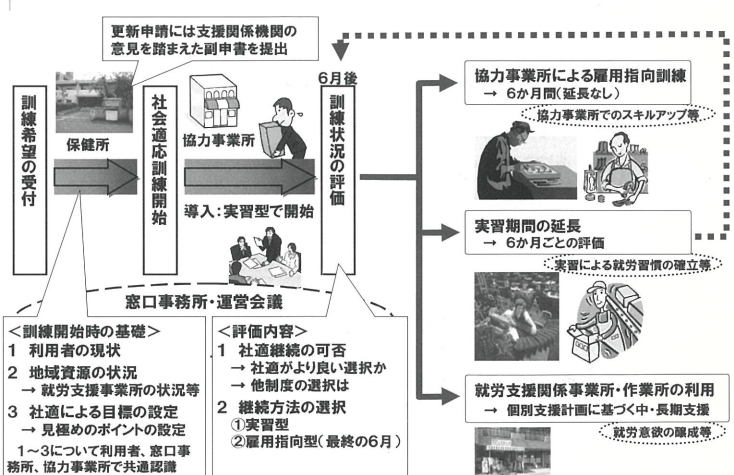 更新申請には支援関係機関の
意見を踏まえた副申書を提出
訓練希望の受付
保健所
社会適応訓練開始
協力事業所
導入：実習型で開始
6月後
訓練状況の評価
窓口事務所・運営会議
＜訓練開始時の基礎＞
1 利用者の現状
2 地域資源の状況
→ 就労支援事業所の状況等
3 社適による目標の設定
→ 見極めのポイントの設定
1～3について利用者、窓口事
務所、協力事業所で共通認識
＜評価内容＞
1 社適継続の可否
→ 社適がより良い選択か
→ 他制度の選択は
2 継続方法の選択
①実習型
②雇用指向型（最終の6月）
協力事業所による雇用指向訓練
→ 6か月間（延長なし）
協力事業所でのスキルアップ等
実習期間の延長
→ 6か月ごとの評価
実習による就労習慣の確立等
就労支援関係事業所・作業所の利用
→ 個別支援計画に基づく中・長期支援
就労意欲の醸成等